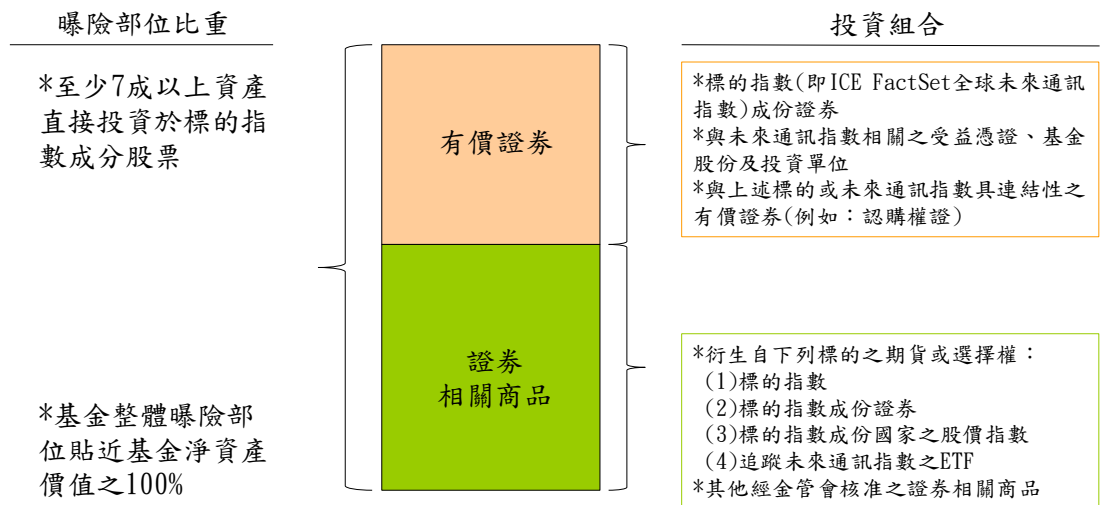 曝險部位比重
*至少7成以上資產
直接投資於標的指
數成分股票
*基金整體曝險部
位貼近基金淨資產
價值之100%
有價證券
證券
相關商品
投資組合
*標的指數(即ICE FactSet全球未來通訊
指數)成份證券
*與未來通訊指數相關之受益憑證、基金
股份及投資單位
*與上述標的或未來通訊指數具連結性之
有價證券(例如：認購權證)
*衍生自下列標的之期貨或選擇權：
(1)標的指數
(2)標的指數成份證券
(3)標的指數成份國家之股價指數
(4)追蹤未來通訊指數之ETF
*其他經金管會核准之證券相關商品